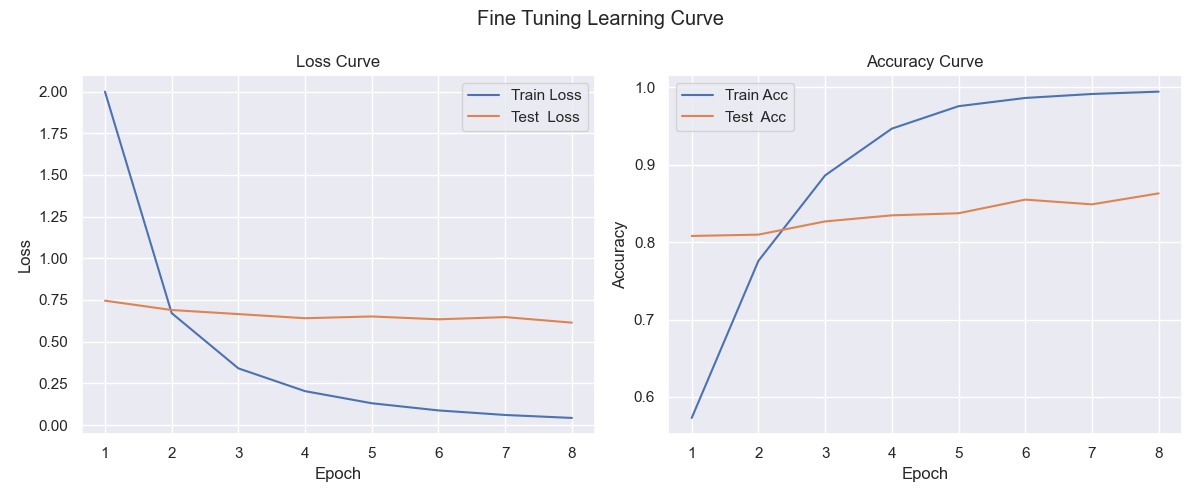 Fine Tuning Learning Curve
Loss Curve
2.00
1.75
1.50
1.25
1.00
0.75
0.50
0.25
0.00
Loss
Train Loss
Test  Loss
1 2 3 4 5 6 7 8
Epoch
Accuracy Curve
1.0
0.9
0.8
0.7
0.6
Accuracy
Train Acc
Test  Acc
1 2 3 4 5 6 7 8
Epoch